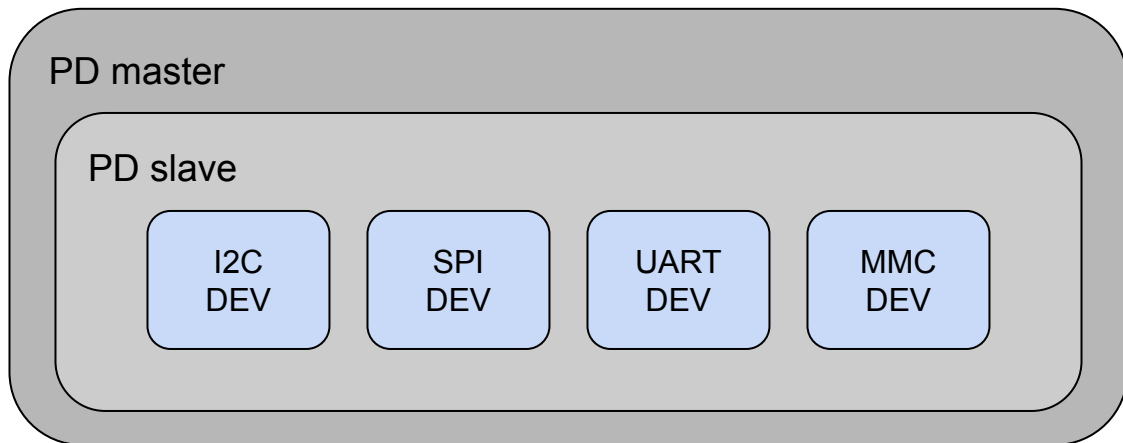 PD master
PD slave
I2C
DEV
SPI
DEV
UART
DEV
MMC
DEV